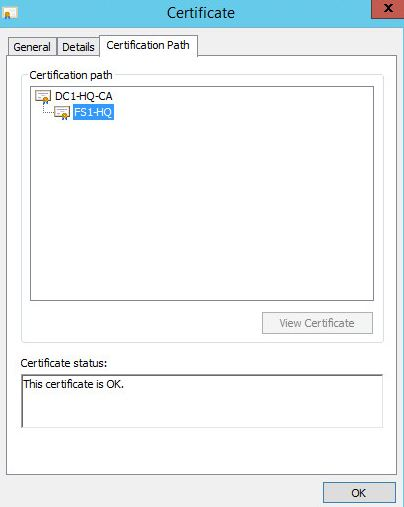 Certificate
x
General Details Certification Path
Certification path
DC1-HQ-CA
FS1-HQ
View Certificate
Certificate status:
This certificate is OK.
OK